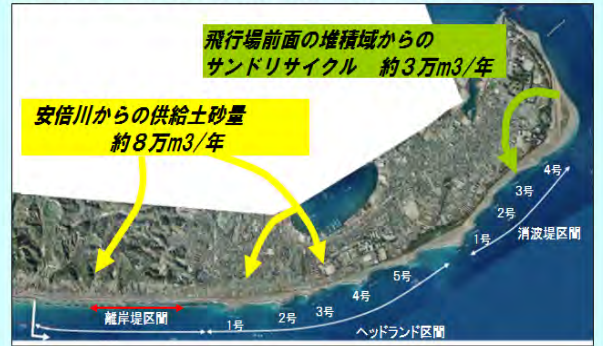 飛行場前面の堆積域からの
サンドリサイクル 約3万m3/年
安倍川からの供給土砂量
約8万m3/年
4号
3号
2号
1号
消波堤区間
5号
4号
3号
2号
1号
離岸堤区間
ヘッドランド区間